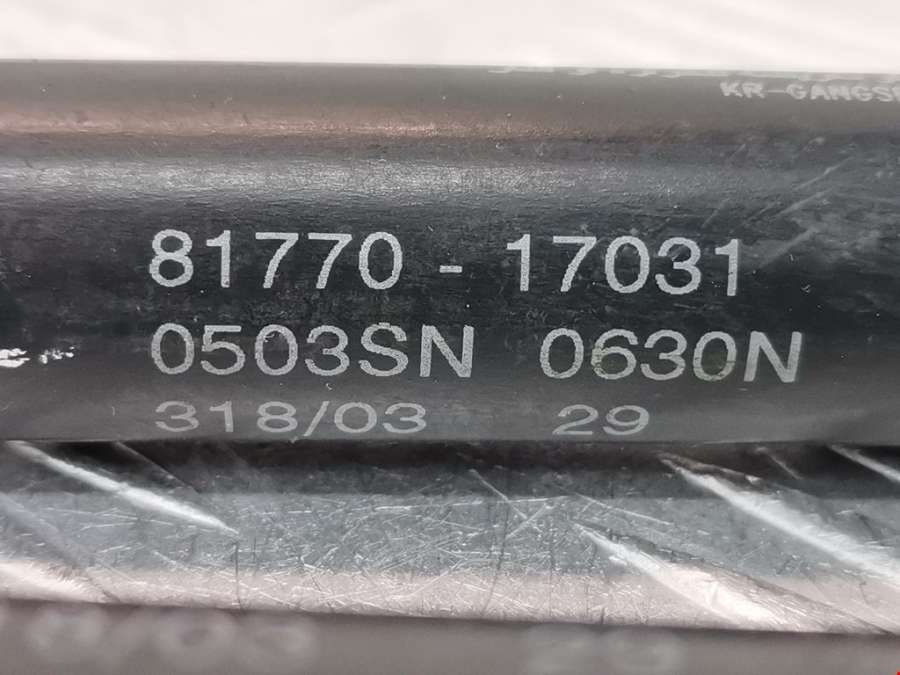 KR-GANGS
81770 - 17031
0503SN 0630N
318/03 29